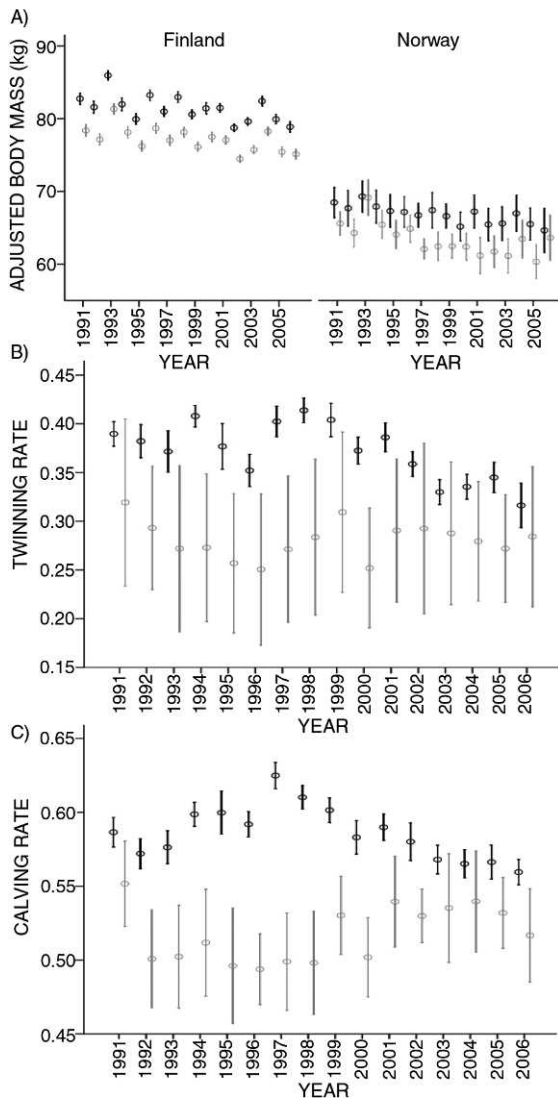 A)
Finland Norway
ADJUSTED BODY MASS (kg)
90
80
70
60
1991 1993 1995 1997 1999 2001 2003 2005 1991 1993 1995 1997 1999 2001 2003 2005
YEAR YEAR
B)
TWINNING RATE
0.45
0.40
0.35
0.30
0.25
0.20
0.15
1991 1992 1993 1994 1995 1996 1997 1998 1999 2000 2001 2002 2003 2004 2005 2006
YEAR
C)
CALVING RATE
0.65
0.60
0.55
0.50
0.45
1991 1992 1993 1994 1995 1996 1997 1998 1999 2000 2001 2002 2003 2004 2005 2006
YEAR